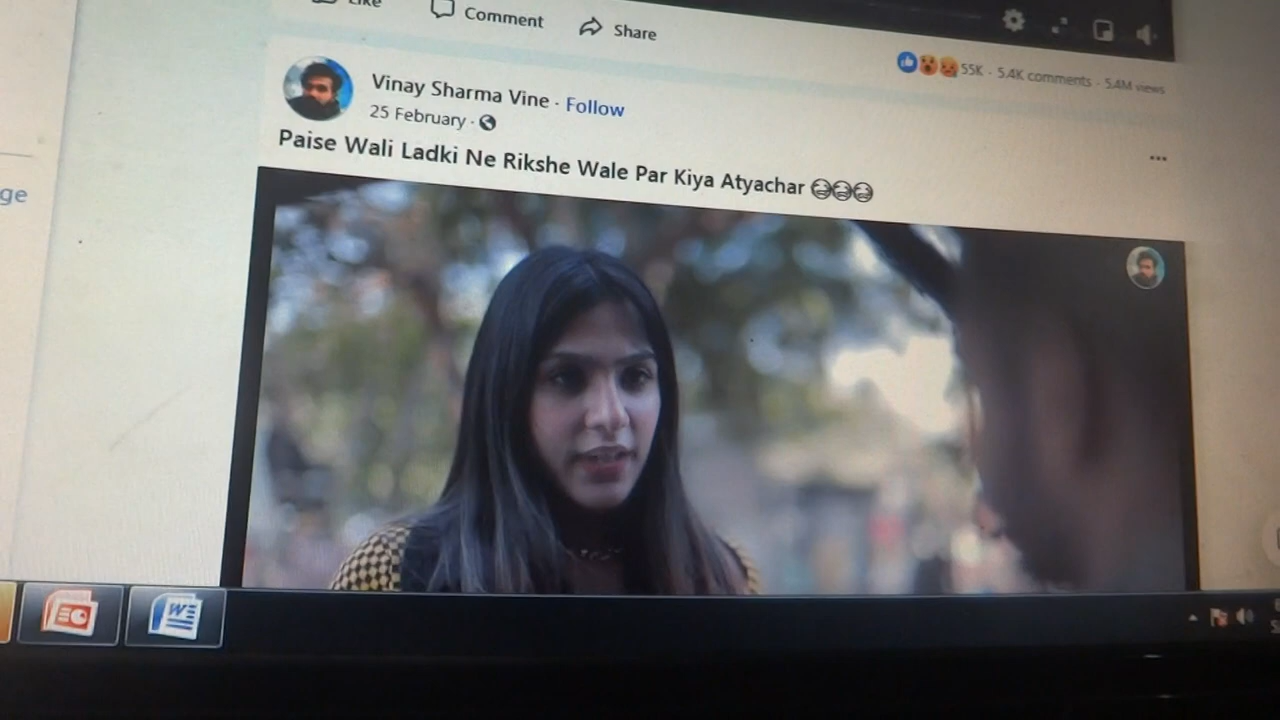 Like Comment Share
55K · 5.4K comments · 5.4M views
Vinay Sharma Vine · Follow
25 February ·
Paise Wali Ladki Ne Rikshe Wale Par Kiya Atyachar 😂😂😂
ge
W